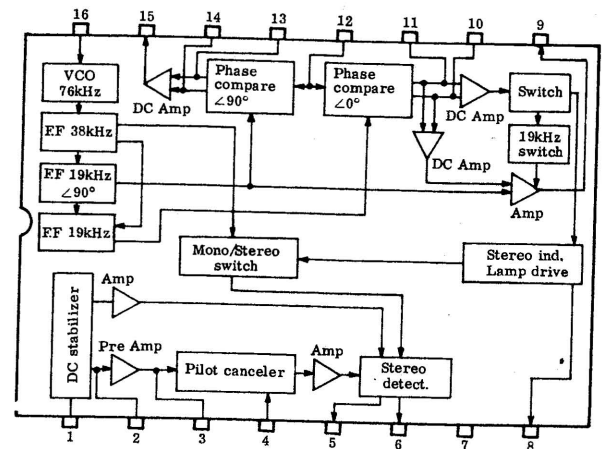 16 15 14 13 12 11 10 9
VCO
76kHz
F.F 38kHz
F.F 19kHz
∠90°
F.F 19kHz
DC Amp
Phase
compare
∠90°
Phase
compare
∠0°
DC Amp
Switch
19kHz
switch
DC Amp
Amp
Mono/Stereo
switch
Stereo ind.
Lamp drive
DC stabilizer
Amp
Pre Amp
Pilot canceler
Amp
Stereo
detect.
1 2 3 4 5 6 7 8